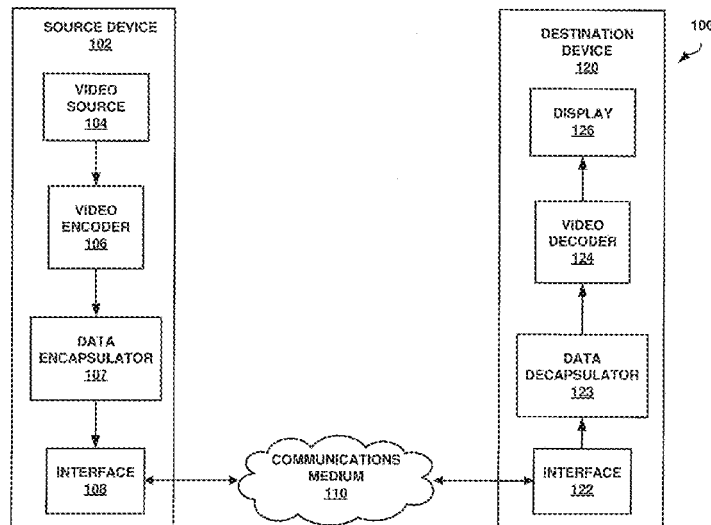 SOURCE DEVICE
102
VIDEO
SOURCE
104
VIDEO
ENCODER
106
DATA
ENCAPSULATOR
107
INTERFACE
108
COMMUNICATIONS
MEDIUM
110
100
DESTINATION
DEVICE
120
DISPLAY
126
VIDEO
DECODER
124
DATA
DECAPSULATOR
123
INTERFACE
122